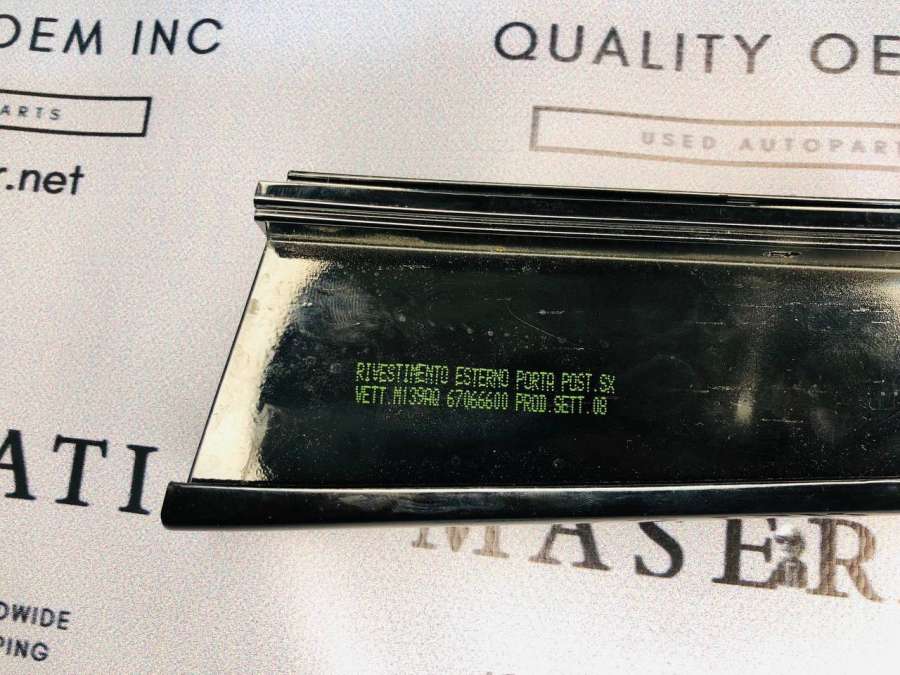 OEM INC
QUALITY OE
ARTS
USED AUTOPART
r.net
RIVESTIMENTO ESTERNO PORTA POST.SX
VETT.M139AQ 67066600 PROD.SETT.08
ATI
MASER
DWIDE
PING